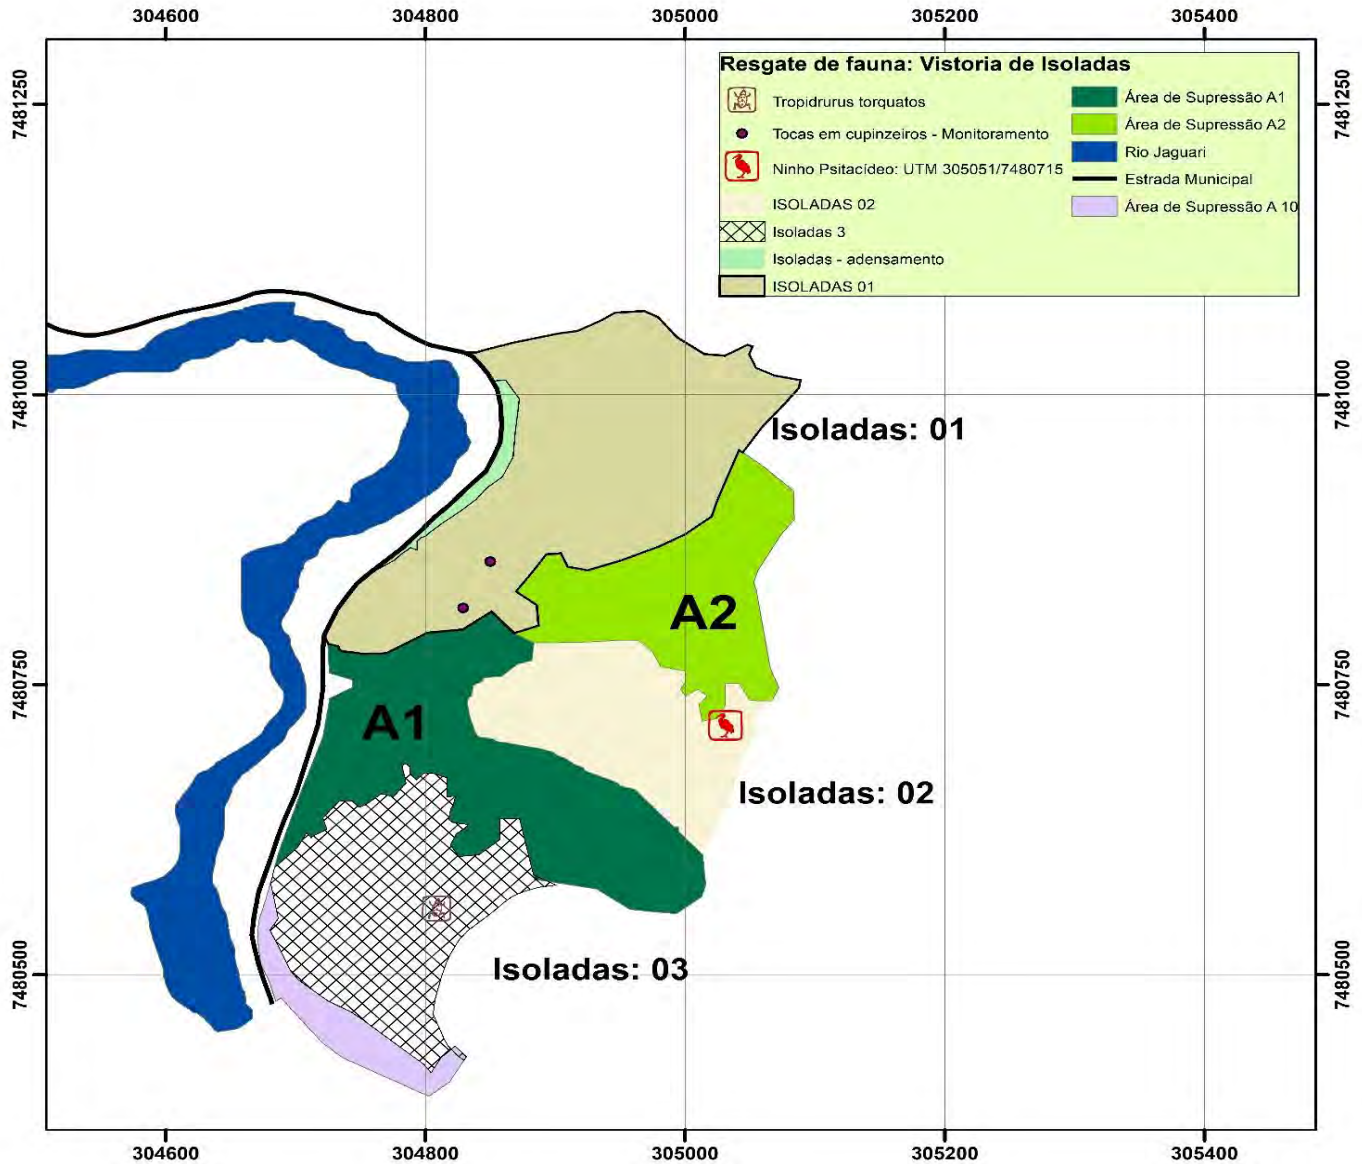 304600 304800 305000 305200 305400
Resgate de fauna: Vistoria de Isoladas
Tropidrurus torquatos
Tocas em cupinzeiros - Monitoramento
Ninho Psitacídeo: UTM 305051/7480715
ISOLADAS 02
Isoladas 3
Isoladas - adensamento
ISOLADAS 01
Área de Supressão A1
Área de Supressão A2
Rio Jaguari
Estrada Municipal
Área de Supressão A 10
7481250 7481250
7481000 7481000
Isoladas: 01
A2
7480750 7480750
A1
Isoladas: 02
Isoladas: 03
7480500 7480500
304600 304800 305000 305200 305400